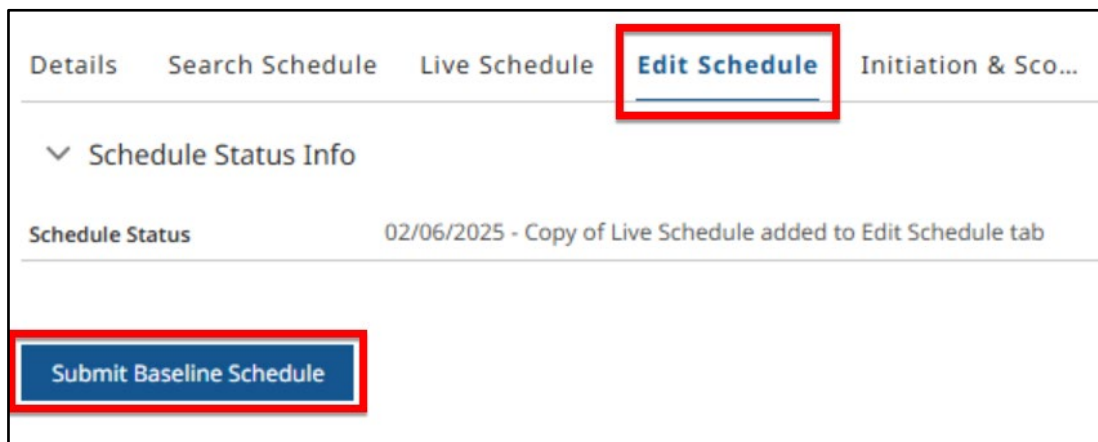 Details Search Schedule Live Schedule Edit Schedule Initiation & Sco...
Schedule Status Info
Schedule Status 02/06/2025 - Copy of Live Schedule added to Edit Schedule tab
Submit Baseline Schedule